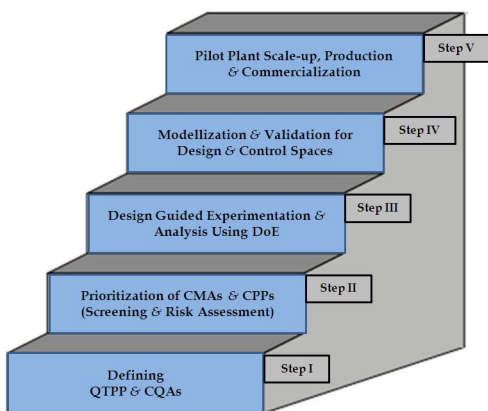 Pilot Plant Scale-up, Production
& Commercialization
Step V
Modellization & Validation for
Design & Control Spaces
Step IV
Design Guided Experimentation &
Analysis Using DoE
Step III
Prioritization of CMAs & CPPs
(Screening & Risk Assessment)
Step II
Defining
QTPP & CQAs
Step I